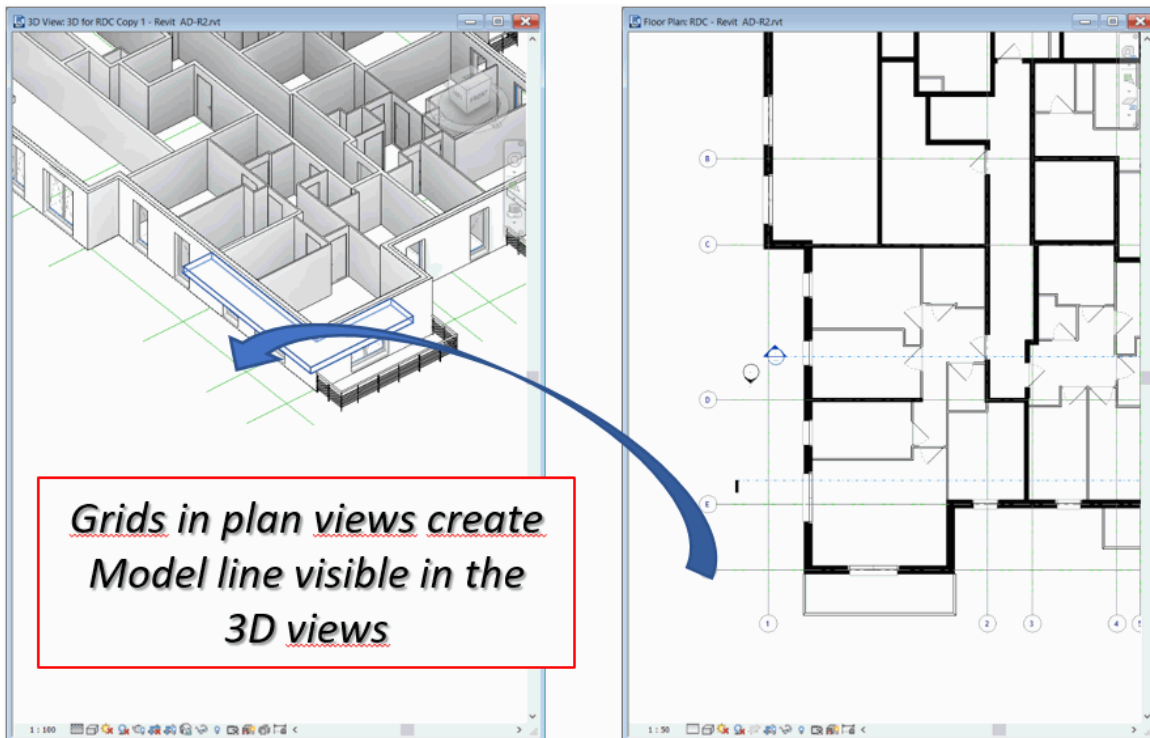 3D View: 3D for RDC Copy 1 - Revit AD-R2.rvt
FRONT
Grids in plan views create
Model line visible in the
3D views
1 : 100
Floor Plan: RDC - Revit AD-R2.rvt
B
C
D
E
1
2
3
4
1 : 50